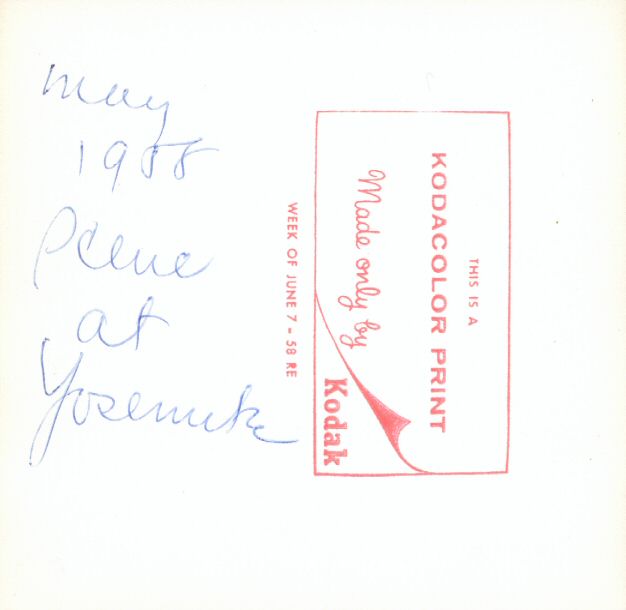 May
1958
Scene
at
Yosemite
THIS IS A
KODACOLOR PRINT
Made only by
Kodak
WEEK OF JUNE 7 - 58 RE